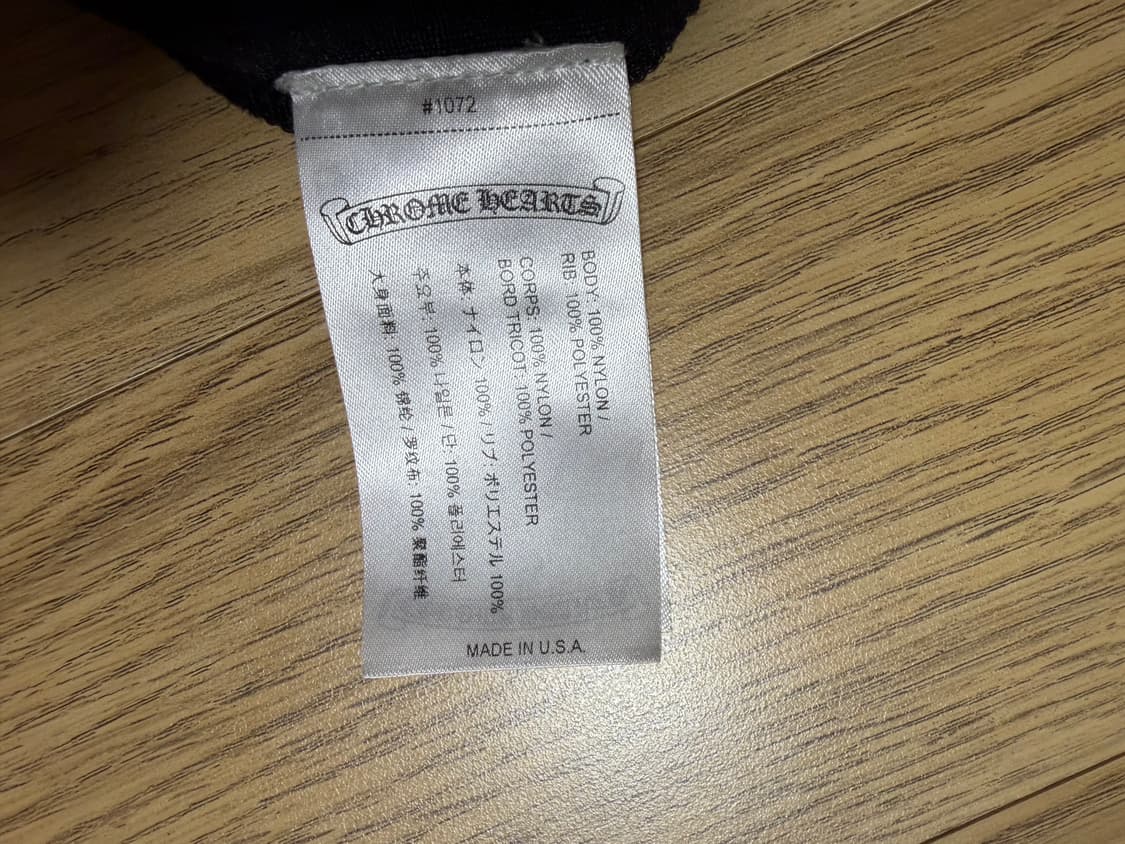 #1072
CHROME HEARTS
BODY: 100% NYLON /
RIB: 100% POLYESTER
CORPS: 100% NYLON /
BORD TRICOT: 100% POLYESTER
本体: ナイロン 100% / リブ: ポリエステル 100%
주요부: 100% 나일론 / 단: 100% 폴리에스터
大身面料: 100% 锦纶 / 罗纹布: 100% 聚酯纤维
MADE IN U.S.A.